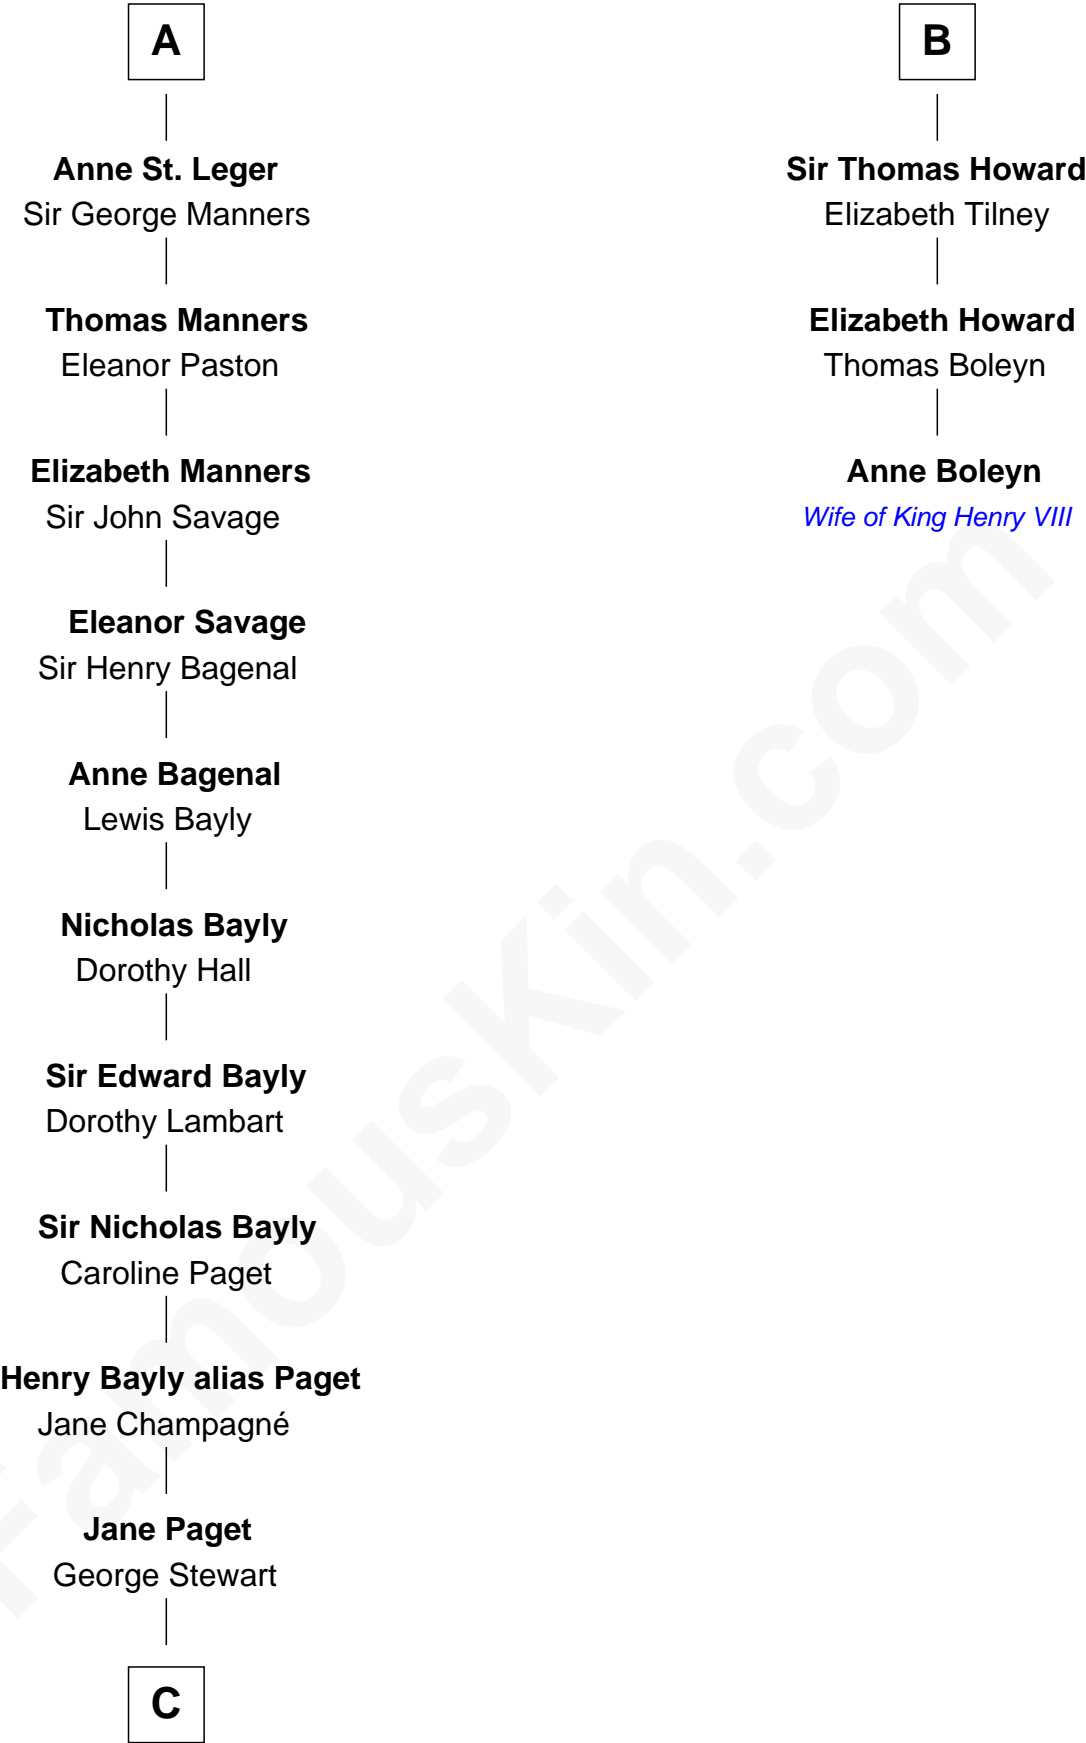 A
Anne St. Leger
Sir George Manners
Thomas Manners
Eleanor Paston
Elizabeth Manners
Sir John Savage
Eleanor Savage
Sir Henry Bagenal
Anne Bagenal
Lewis Bayly
Nicholas Bayly
Dorothy Hall
Sir Edward Bayly
Dorothy Lambart
Sir Nicholas Bayly
Caroline Paget
Henry Bayly alias Paget
Jane Champagné
Jane Paget
George Stewart
C
B
Sir Thomas Howard
Elizabeth Tilney
Elizabeth Howard
Thomas Boleyn
Anne Boleyn
Wife of King Henry VIII
FamousKin.com